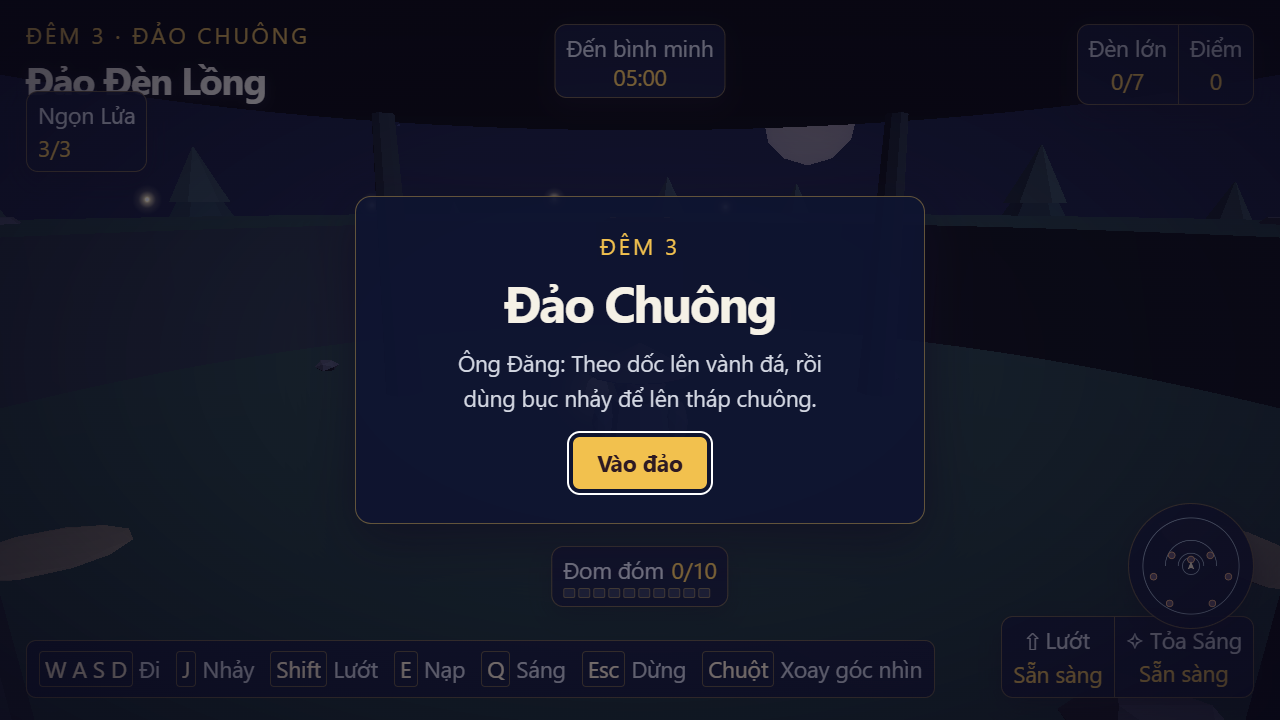 ĐÊM 3 · ĐẢO CHUÔNG
Đảo Đèn Lồng
Ngọn Lửa
3/3
Đến bình minh
05:00
Đèn lớn
0/7
Điểm
0
ĐÊM 3
Đảo Chuông
Ông Đăng: Theo dốc lên vành đá, rồi
dùng bục nhảy để lên tháp chuông.
Vào đảo
Đom đóm 0/10
W A S D Đi J Nhảy Shift Lướt E Nạp Q Sáng Esc Dừng Chuột Xoay góc nhìn
⇧ Lướt
Sẵn sàng
✧ Tỏa Sáng
Sẵn sàng